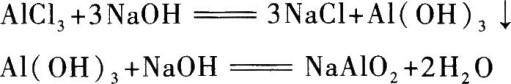 AlCl₃+3NaOH══3NaCl+Al(OH)₃↓
Al(OH)₃+NaOH══NaAlO₂+2H₂O